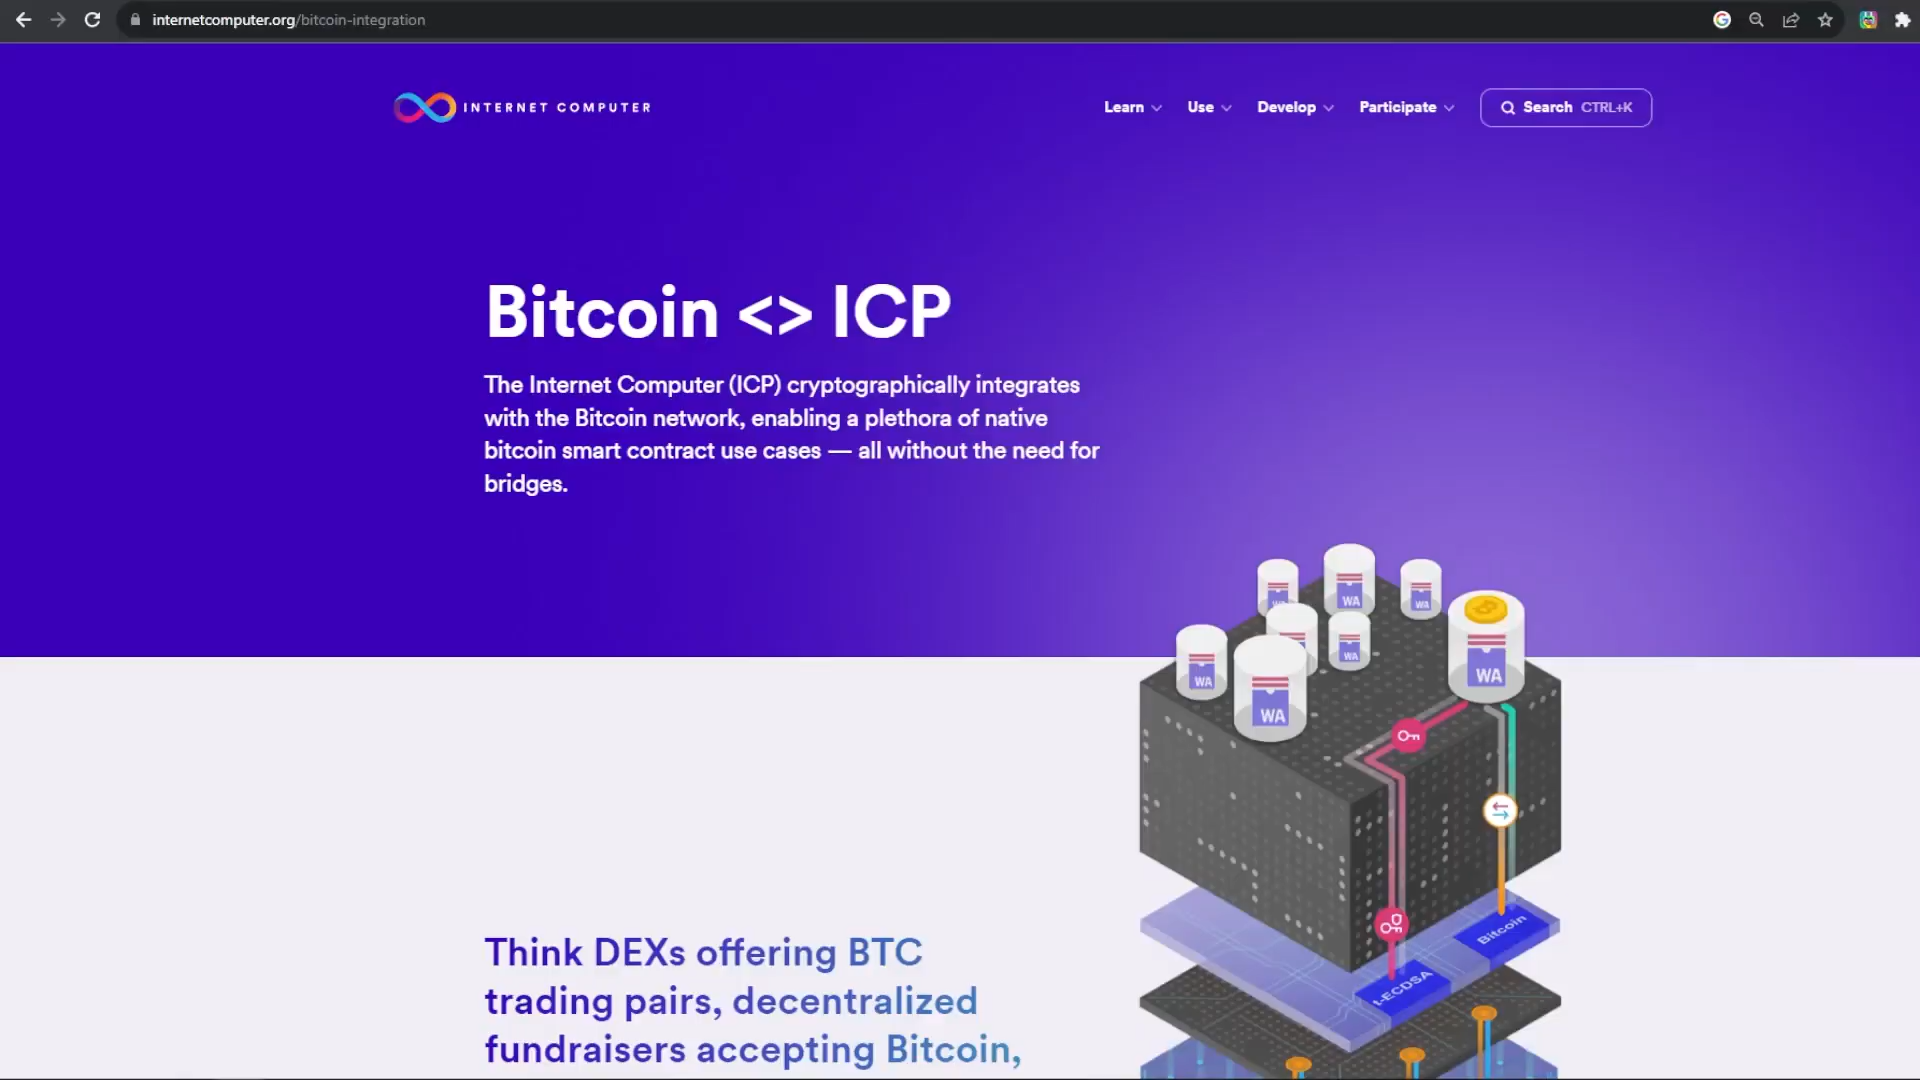 internetcomputer.org/bitcoin-integration
INTERNET COMPUTER
Learn Use Develop Participate Search CTRL+K
Bitcoin <> ICP
The Internet Computer (ICP) cryptographically integrates
with the Bitcoin network, enabling a plethora of native
bitcoin smart contract use cases — all without the need for
bridges.
WA
WA
WA
WA
WA
WA
WA
Bitcoin
t-ECDSA
Think DEXs offering BTC
trading pairs, decentralized
fundraisers accepting Bitcoin,